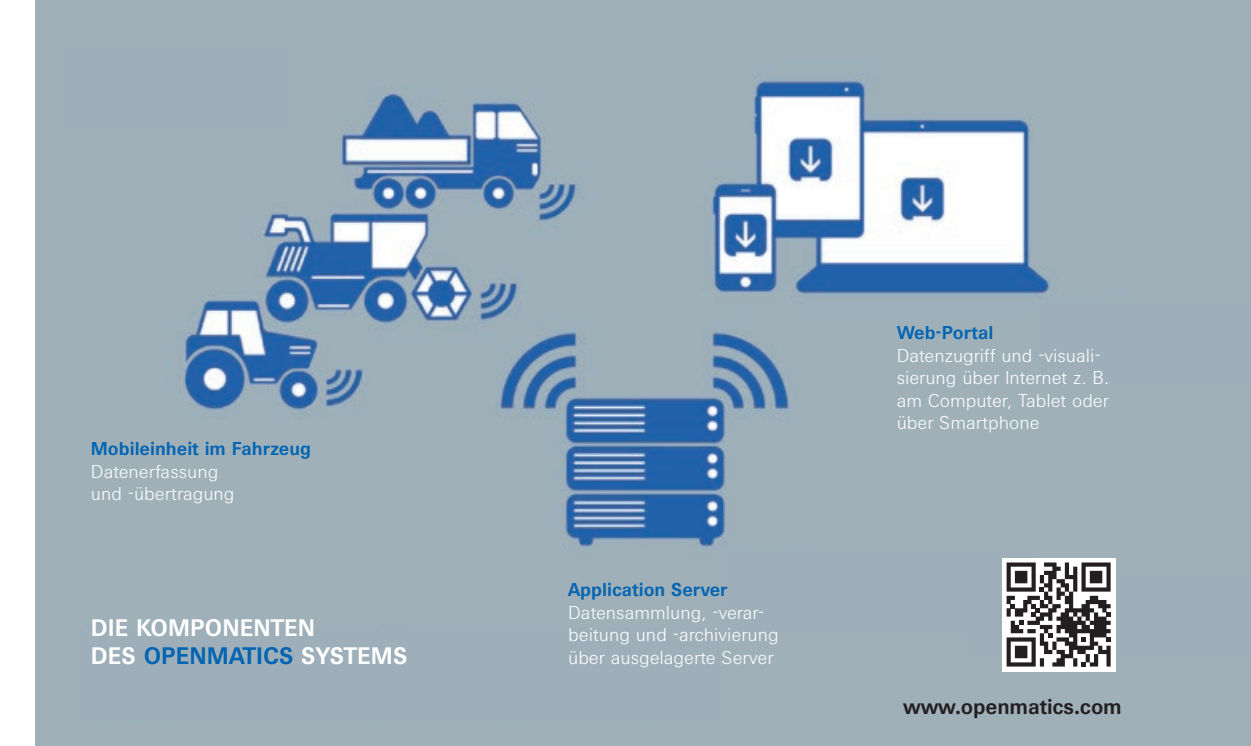 Web-Portal
Datenzugriff und -visuali-
sierung über Internet z. B.
am Computer, Tablet oder
über Smartphone
Mobileinheit im Fahrzeug
Datenerfassung
und -übertragung
Application Server
Datensammlung, -verar-
beitung und -archivierung
über ausgelagerte Server
DIE KOMPONENTEN
DES OPENMATICS SYSTEMS
www.openmatics.com